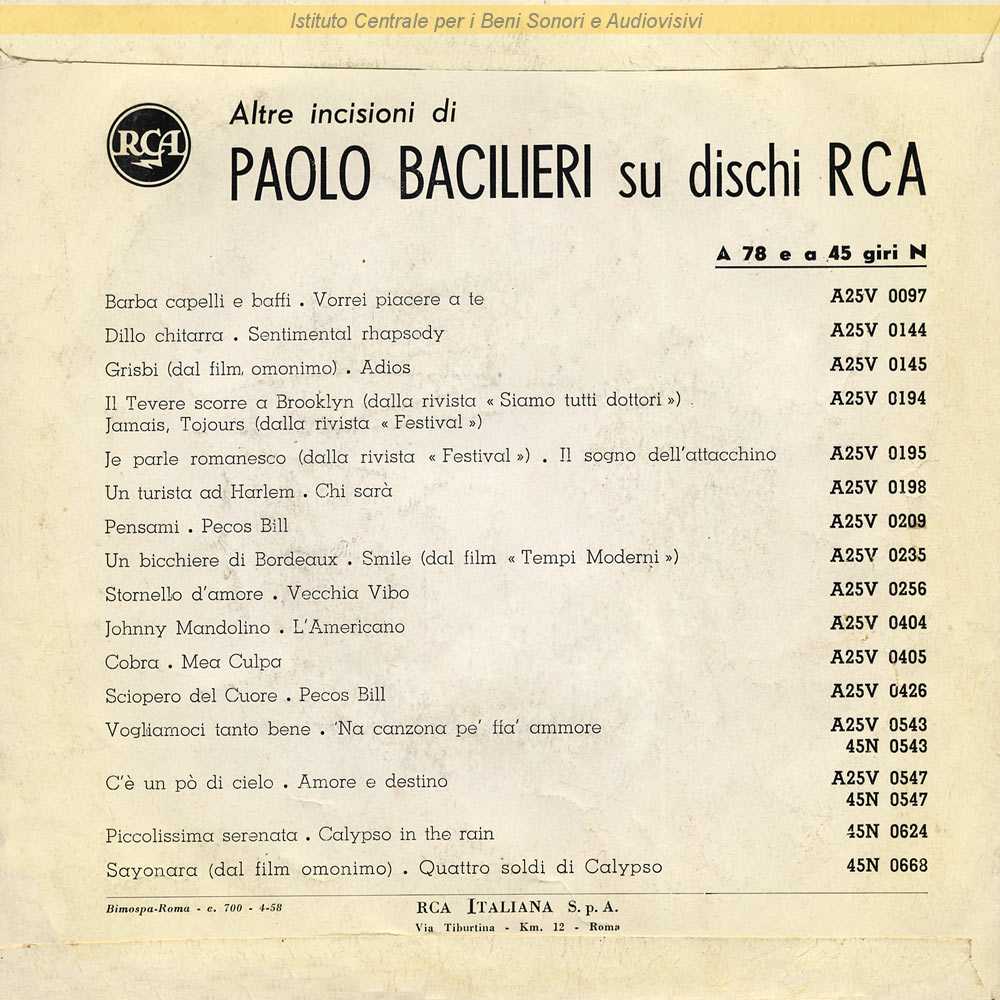 Istituto Centrale per i Beni Sonori e Audiovisivi
RCA
Altre incisioni di
PAOLO BACILIERI su dischi RCA
A 78 e a 45 giri N
Barba capelli e baffi . Vorrei piacere a te A25V 0097
Dillo chitarra . Sentimental rhapsody A25V 0144
Grisbi (dal film, omonimo) . Adios A25V 0145
Il Tevere scorre a Brooklyn (dalla rivista « Siamo tutti dottori ») . A25V 0194
Jamais, Tojours (dalla rivista « Festival »)
Je parle romanesco (dalla rivista « Festival ») . Il sogno dell'attacchino A25V 0195
Un turista ad Harlem . Chi sarà A25V 0198
Pensami . Pecos Bill A25V 0209
Un bicchiere di Bordeaux . Smile (dal film « Tempi Moderni ») A25V 0235
Stornello d'amore . Vecchia Vibo A25V 0256
Johnny Mandolino . L'Americano A25V 0404
Cobra . Mea Culpa A25V 0405
Sciopero del Cuore . Pecos Bill A25V 0426
Vogliamoci tanto bene . 'Na canzona pe' ffa' ammore A25V 0543
45N 0543
C'è un pò di cielo . Amore e destino A25V 0547
45N 0547
Piccolissima serenata . Calypso in the rain 45N 0624
Sayonara (dal film omonimo) . Quattro soldi di Calypso 45N 0668
Bimospa-Roma - c. 700 - 4-58 RCA ITALIANA S. p. A.
Via Tiburtina - Km. 12 - Roma